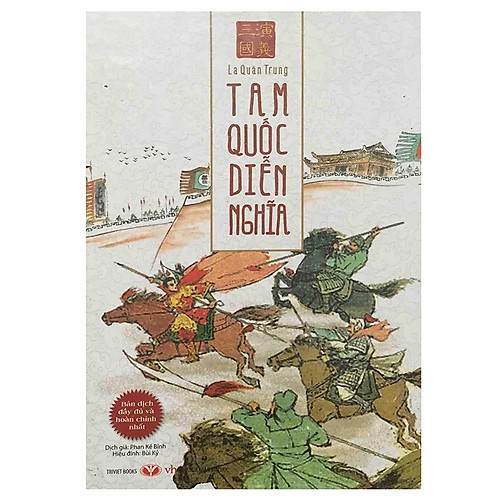 演義
三國
La Quán Trung
TAM
QUỐC
DIỄN
NGHĨA
Bản dịch
đầy đủ và
hoàn chỉnh
nhất
Dịch giả: Phan Kế Bính
Hiệu đính: Bùi Kỷ
TRIVIET BOOKS